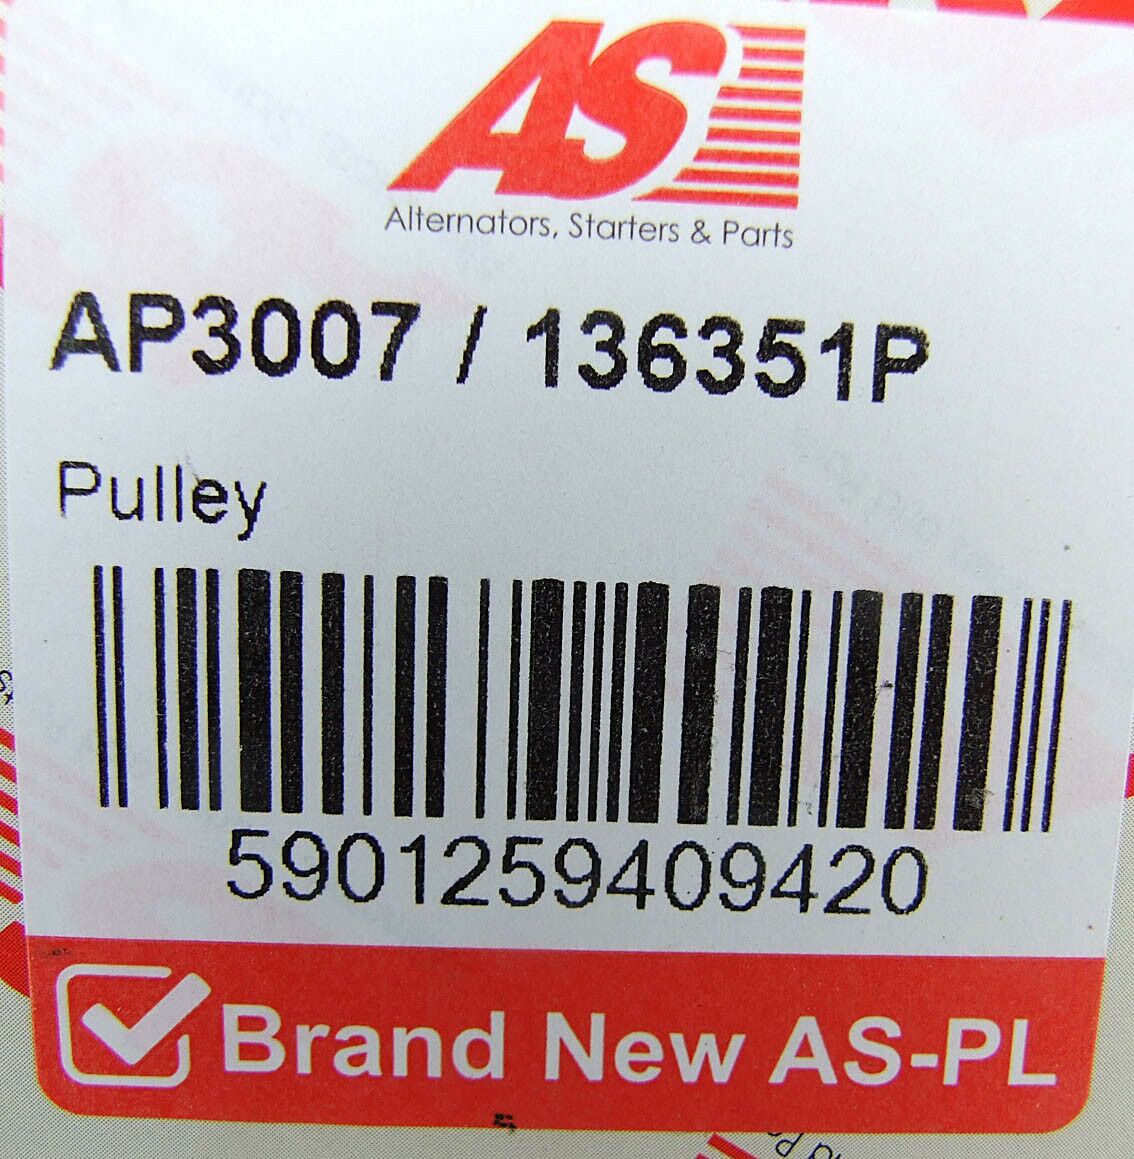 AS
Alternators, Starters & Parts
AP3007 / 136351P
Pulley
5901259409420
Brand New AS-PL